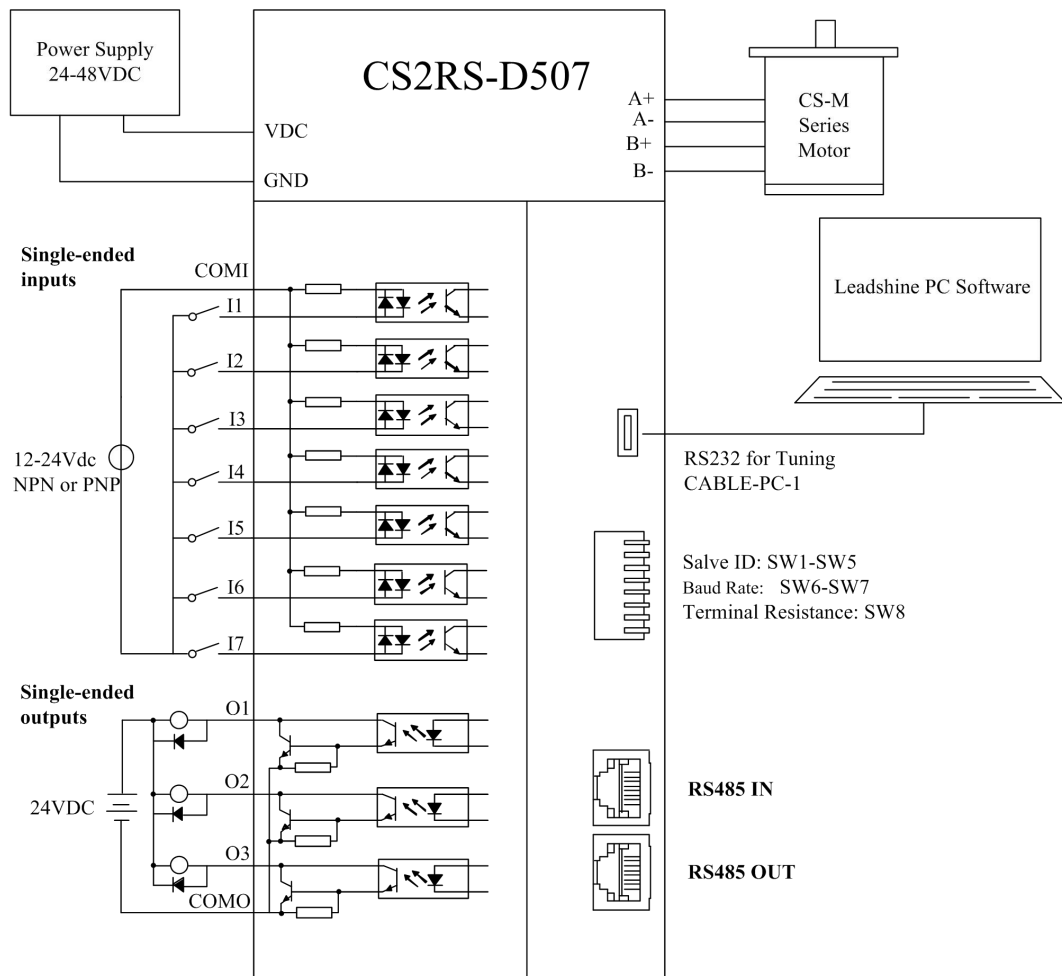 Power Supply
24-48VDC
CS2RS-D507
VDC
GND
A+
A-
B+
B-
CS-M
Series
Motor
Single-ended
inputs
COMI
I1
I2
I3
I4
I5
I6
I7
12-24Vdc
NPN or PNP
Leadshine PC Software
RS232 for Tuning
CABLE-PC-1
Salve ID: SW1-SW5
Baud Rate: SW6-SW7
Terminal Resistance: SW8
Single-ended
outputs
O1
O2
24VDC
O3
COMO
RS485 IN
RS485 OUT